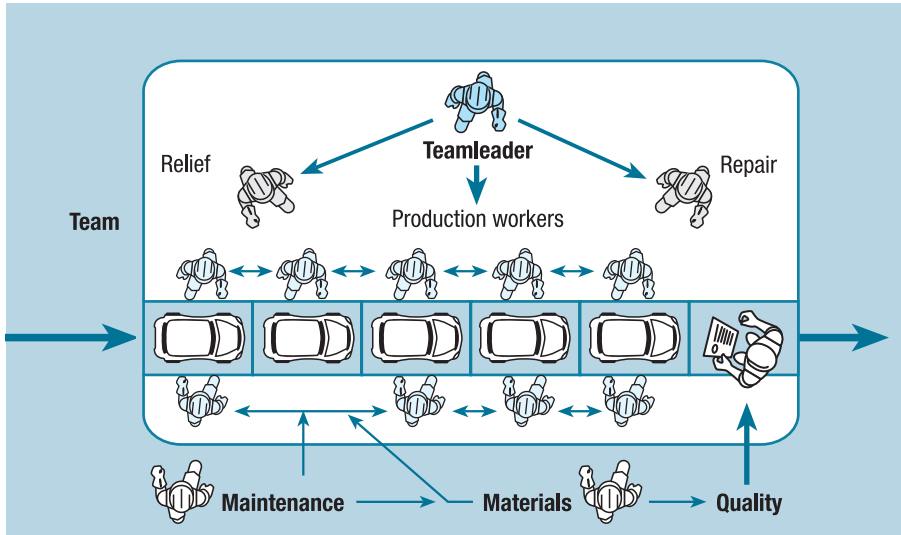 Teamleader
Relief
Repair
Production workers
Team
Maintenance
Materials
Quality